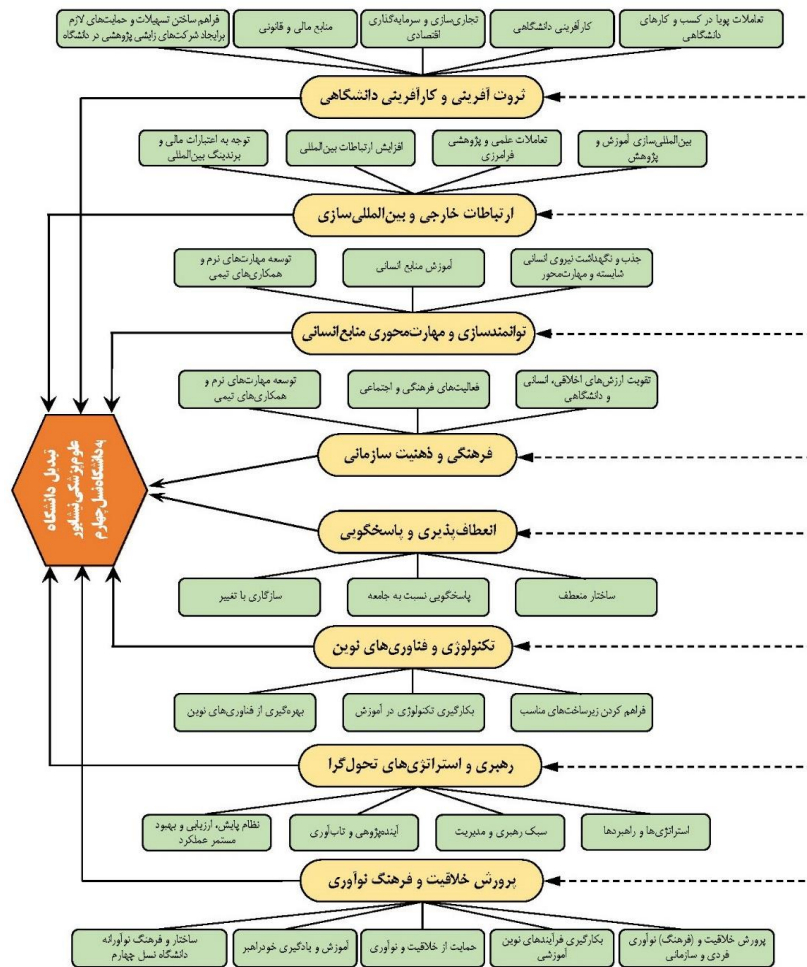 تعاملات پویا در کسب و کارهای
دانشگاهی
کارآفرینی دانشگاهی
تجاری‌سازی و سرمایه‌گذاری
اقتصادی
منابع مالی و قانونی
فراهم ساختن تسهیلات و حمایت‌های لازم
برایجاد شرکت‌های زایشی پژوهشی در دانشگاه
ثروت آفرینی و کارآفرینی دانشگاهی
بین‌المللی‌سازی آموزش و
پژوهش
تعاملات علمی و پژوهشی
فرامرزی
افزایش ارتباطات بین‌المللی
توجه به اعتبارات مالی و
برندینگ بین‌المللی
ارتباطات خارجی و بین‌المللی‌سازی
جذب و نگهداشت نیروی انسانی
شایسته و مهارت‌محور
آموزش منابع انسانی
توسعه مهارت‌های نرم و
همکاری‌های تیمی
توانمندسازی و مهارت‌محوری منابع‌انسانی
تقویت ارزش‌های اخلاقی، انسانی
و دانشگاهی
فعالیت‌های فرهنگی و اجتماعی
توسعه مهارت‌های نرم و
همکاری‌های تیمی
فرهنگی و ذهنیت سازمانی
تبدیل دانشگاه
علوم‌پزشکی نیشابور
به‌دانشگاه‌نسل‌چهارم
انعطاف‌پذیری و پاسخگویی
ساختار منعطف
پاسخگویی نسبت به جامعه
سازگاری با تغییر
تکنولوژی و فناوری‌های نوین
فراهم کردن زیرساخت‌های مناسب
بکارگیری تکنولوژی در آموزش
بهره‌گیری از فناوری‌های نوین
رهبری و استراتژی‌های تحول‌گرا
استراتژی‌ها و راهبردها
سبک رهبری و مدیریت
آینده‌پژوهی و تاب‌آوری
نظام پایش، ارزیابی و بهبود
مستمر عملکرد
پرورش خلاقیت و فرهنگ نوآوری
پرورش خلاقیت و (فرهنگ) نوآوری
فردی و سازمانی
بکارگیری فرآیندهای نوین
آموزشی
حمایت از خلاقیت و نوآوری
آموزش و یادگیری خودراهبر
ساختار و فرهنگ نوآورانه
دانشگاه نسل چهارم